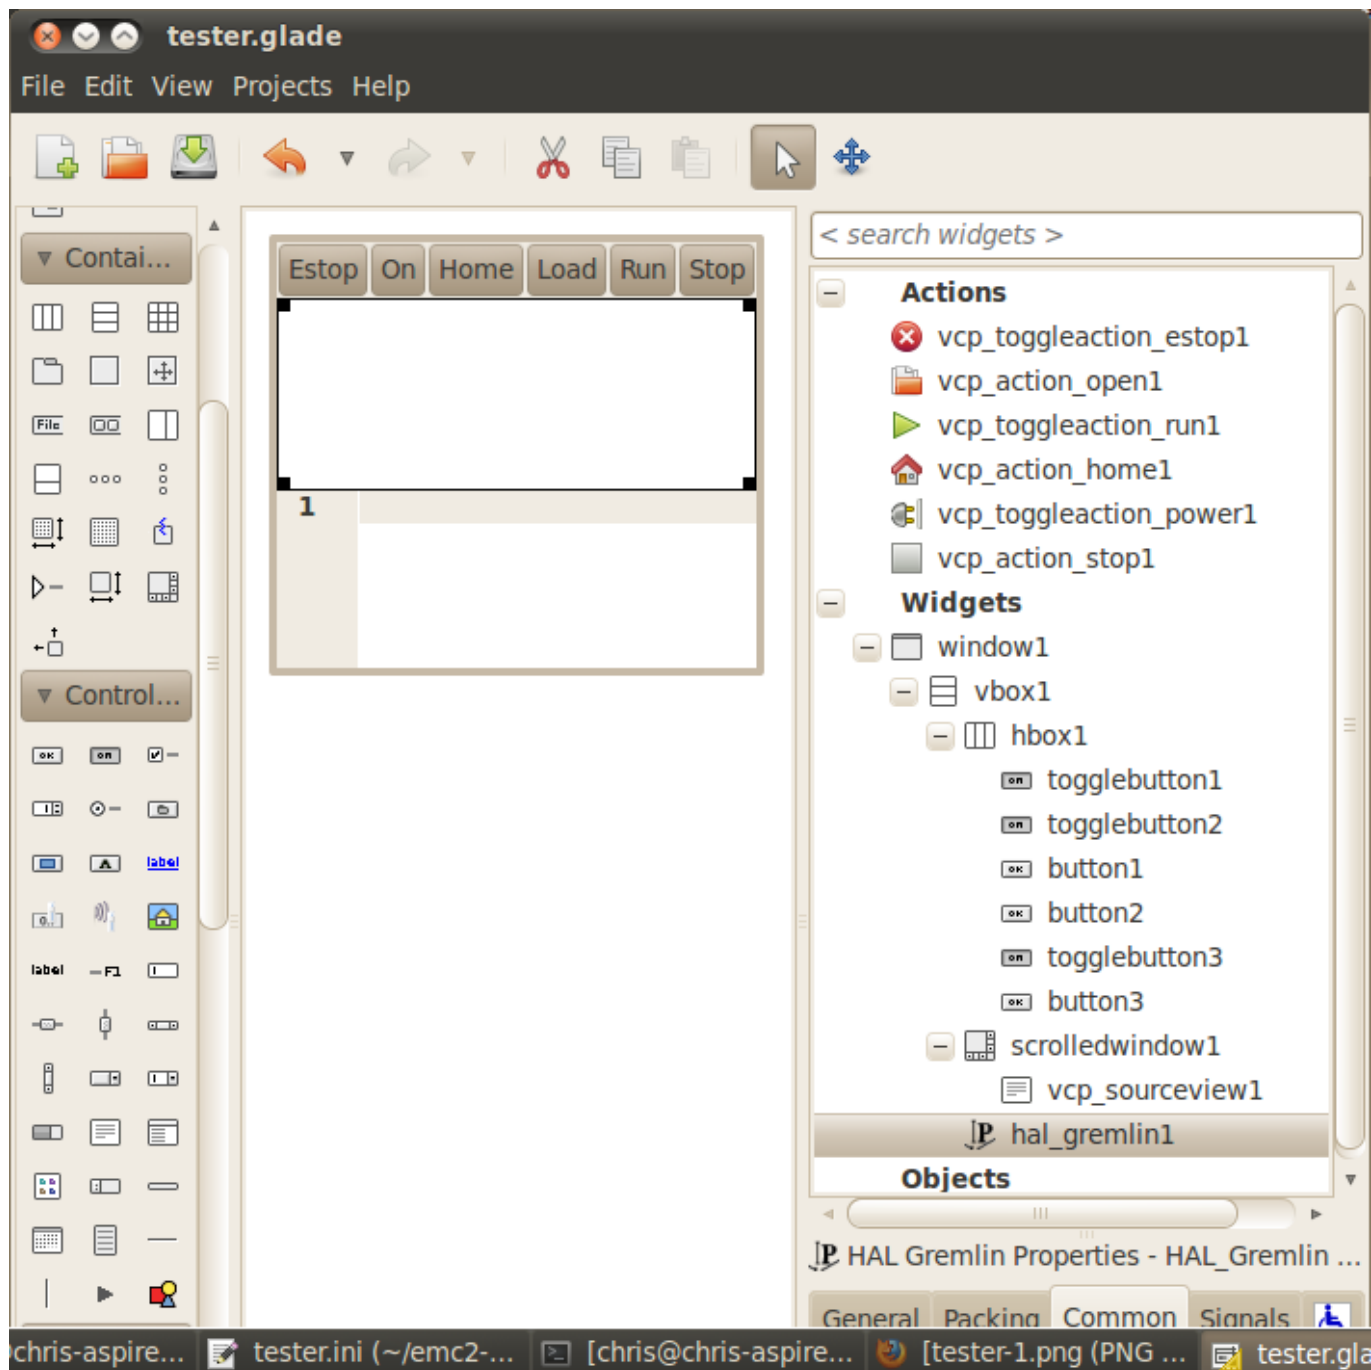 tester.glade
File Edit View Projects Help
< search widgets >
Contai...
Estop On Home Load Run Stop
Actions
vcp_toggleaction_estop1
vcp_action_open1
File
vcp_toggleaction_run1
vcp_action_home1
1
vcp_toggleaction_power1
vcp_action_stop1
Widgets
window1
Control...
vbox1
hbox1
togglebutton1
togglebutton2
label
button1
button2
label F1
togglebutton3
button3
scrolledwindow1
vcp_sourceview1
hal_gremlin1
Objects
HAL Gremlin Properties - HAL_Gremlin ...
General Packing Common Signals
chris-aspire... tester.ini (~/emc2-... [chris@chris-aspire... [tester-1.png (PNG ... tester.gla